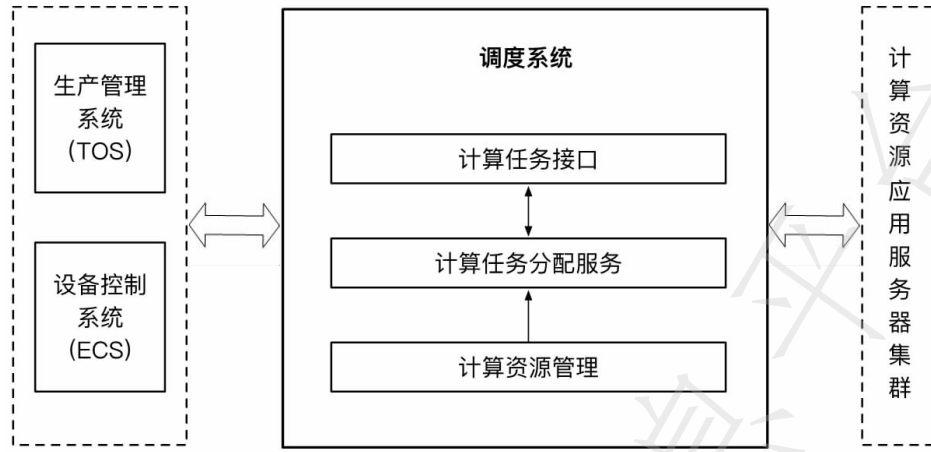 生产管理
系统
(TOS)
设备控制
系统
(ECS)
调度系统
计算任务接口
计算任务分配服务
计算资源管理
计算资源应用服务器集群